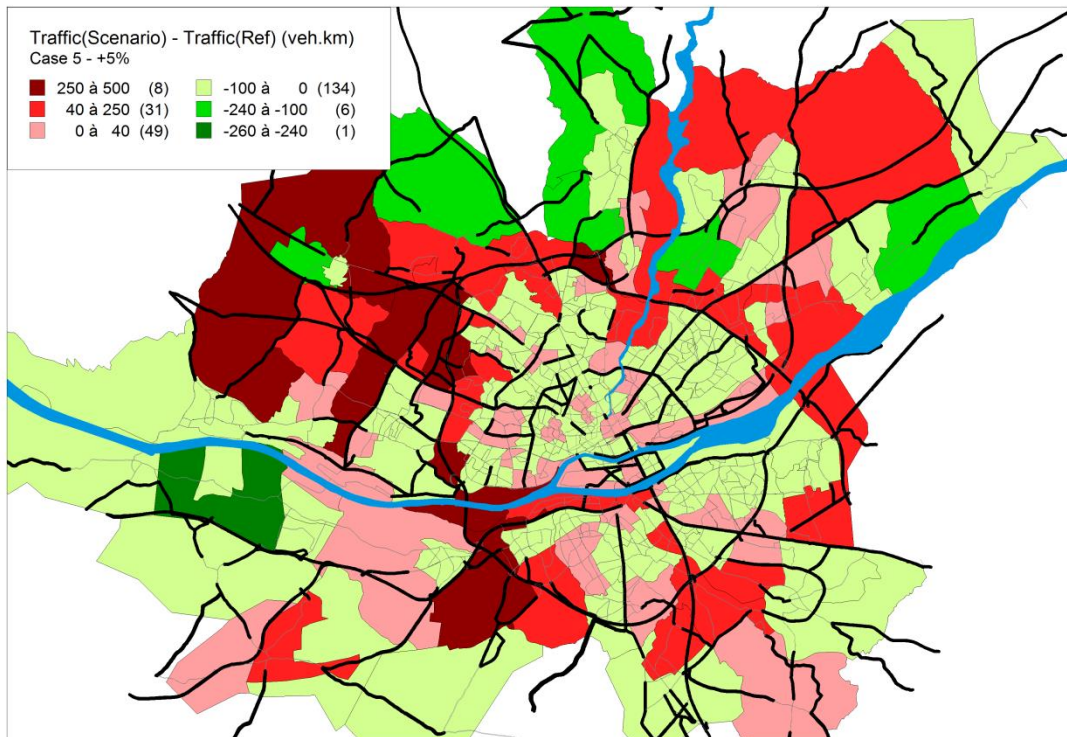 Traffic(Scenario) - Traffic(Ref) (veh.km)
Case 5 - +5%
250 à 500 (8)
40 à 250 (31)
0 à 40 (49)
-100 à 0 (134)
-240 à -100 (6)
-260 à -240 (1)